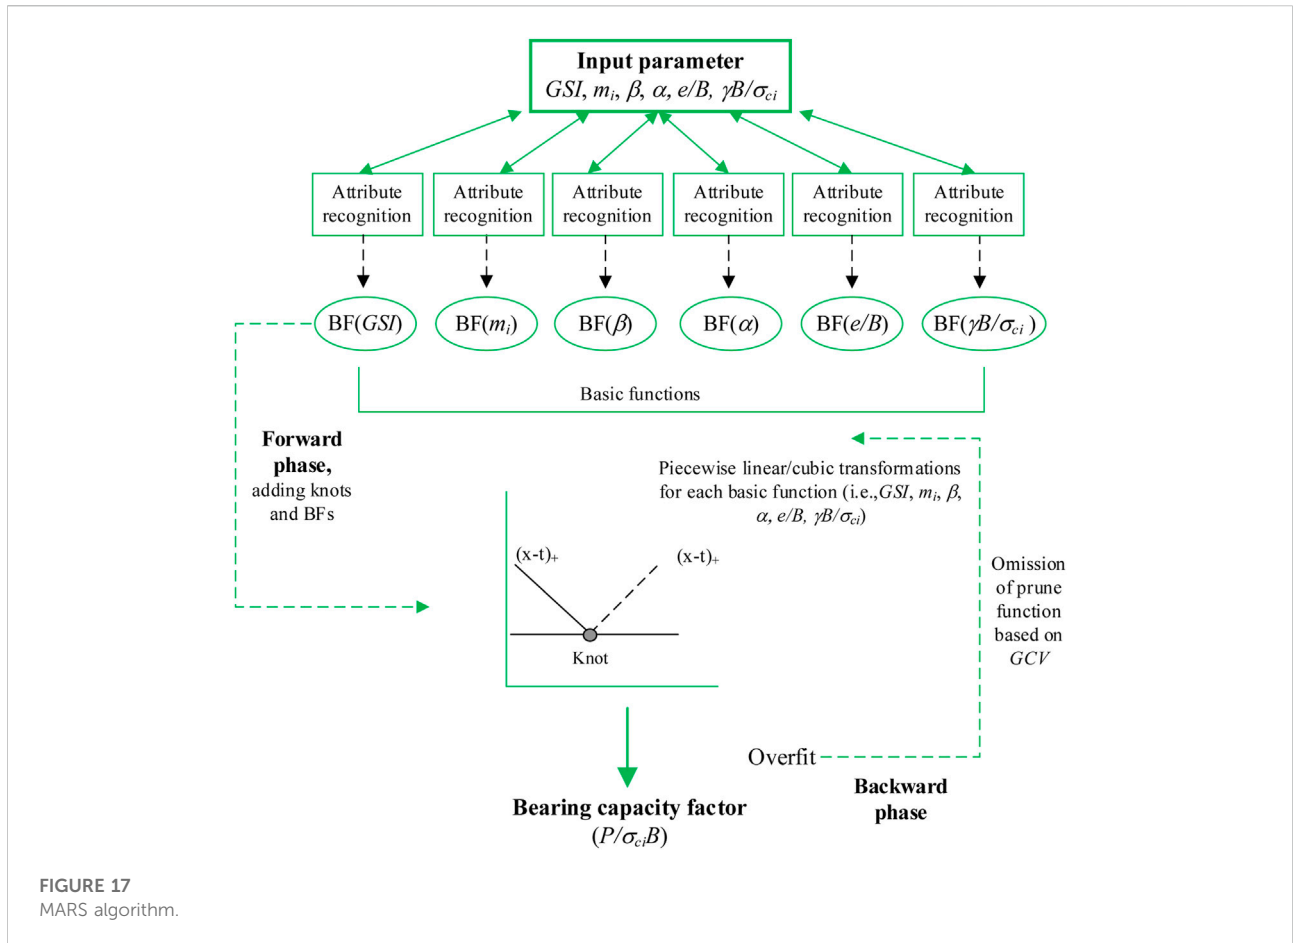 Input parameter
GSI, mᵢ, β, α, e/B, γB/σci
Attribute
recognition
Attribute
recognition
Attribute
recognition
Attribute
recognition
Attribute
recognition
Attribute
recognition
BF(GSI)
BF(mᵢ)
BF(β)
BF(α)
BF(e/B)
BF(γB/σci )
Basic functions
Forward
phase,
adding knots
and BFs
Piecewise linear/cubic transformations
for each basic function (i.e.,GSI, mᵢ, β,
α, e/B, γB/σci)
(x-t)₊
(x-t)₊
Knot
Omission
of prune
function
based on
GCV
Overfit
Backward
phase
Bearing capacity factor
(P/σciB)
FIGURE 17
MARS algorithm.